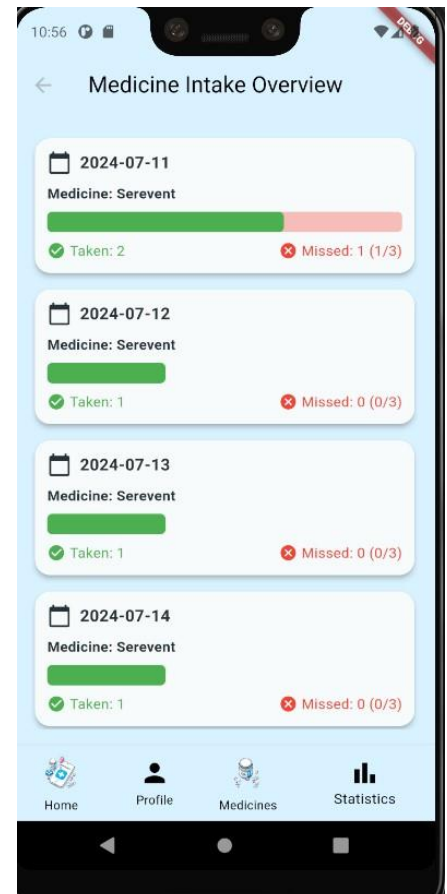 10:56
DEBUG
Medicine Intake Overview
2024-07-11
Medicine: Serevent
Taken: 2 Missed: 1 (1/3)
2024-07-12
Medicine: Serevent
Taken: 1 Missed: 0 (0/3)
2024-07-13
Medicine: Serevent
Taken: 1 Missed: 0 (0/3)
2024-07-14
Medicine: Serevent
Taken: 1 Missed: 0 (0/3)
Home Profile Medicines Statistics